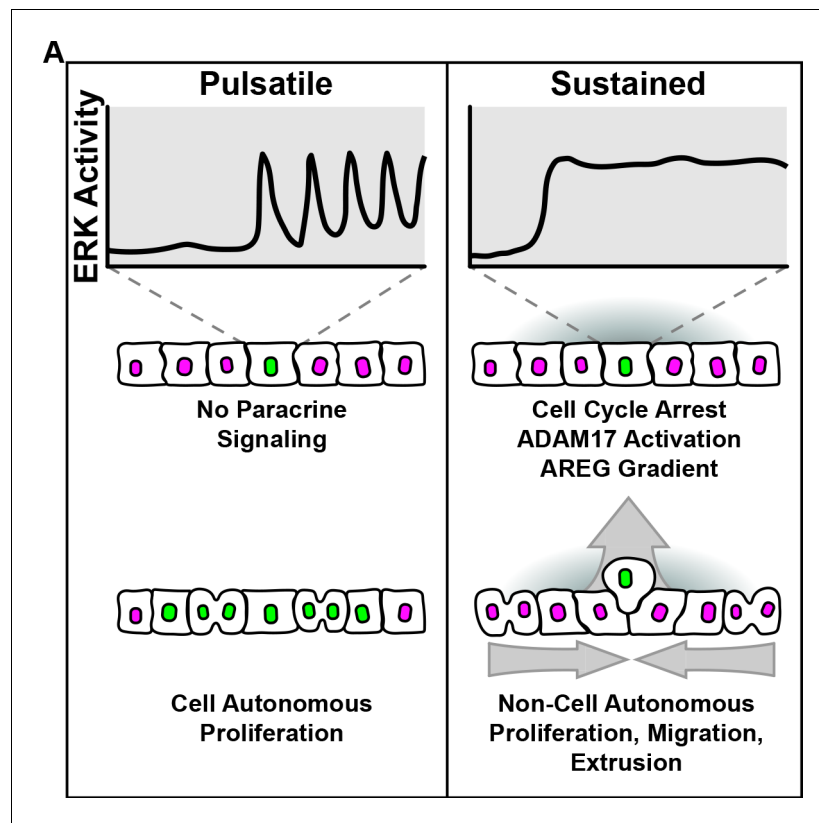 A
Pulsatile
ERK Activity
No Paracrine
Signaling
Cell Autonomous
Proliferation
Sustained
Cell Cycle Arrest
ADAM17 Activation
AREG Gradient
Non-Cell Autonomous
Proliferation, Migration,
Extrusion